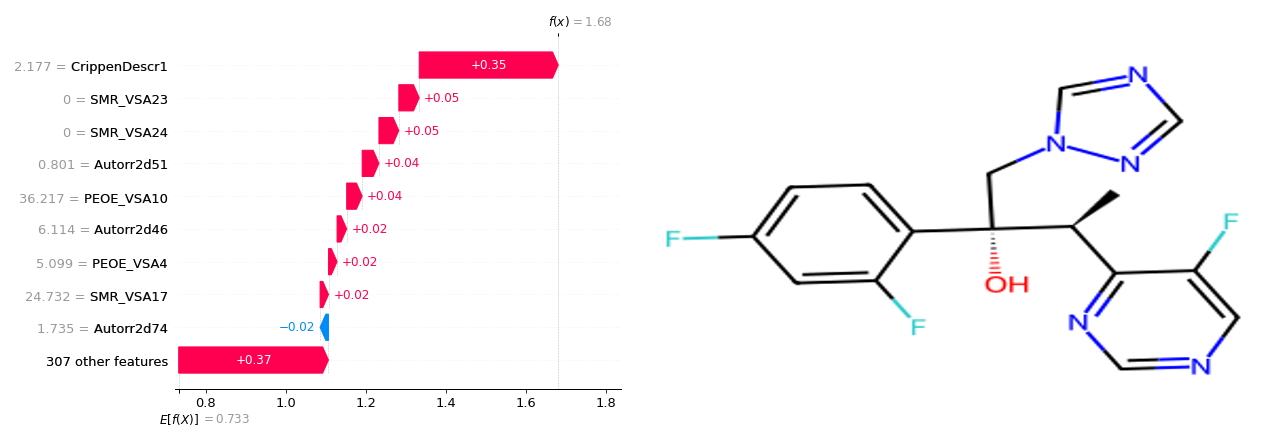 f(x) = 1.68
2.177 = CrippenDescr1
+0.35
0 = SMR_VSA23
+0.05
0 = SMR_VSA24
+0.05
0.801 = Autorr2d51
+0.04
36.217 = PEOE_VSA10
+0.04
6.114 = Autorr2d46
+0.02
5.099 = PEOE_VSA4
+0.02
24.732 = SMR_VSA17
+0.02
1.735 = Autorr2d74
−0.02
307 other features
+0.37
0.8 1.0 1.2 1.4 1.6 1.8
E[f(X)] = 0.733
N
N
N
F
F
OH
F
N
N